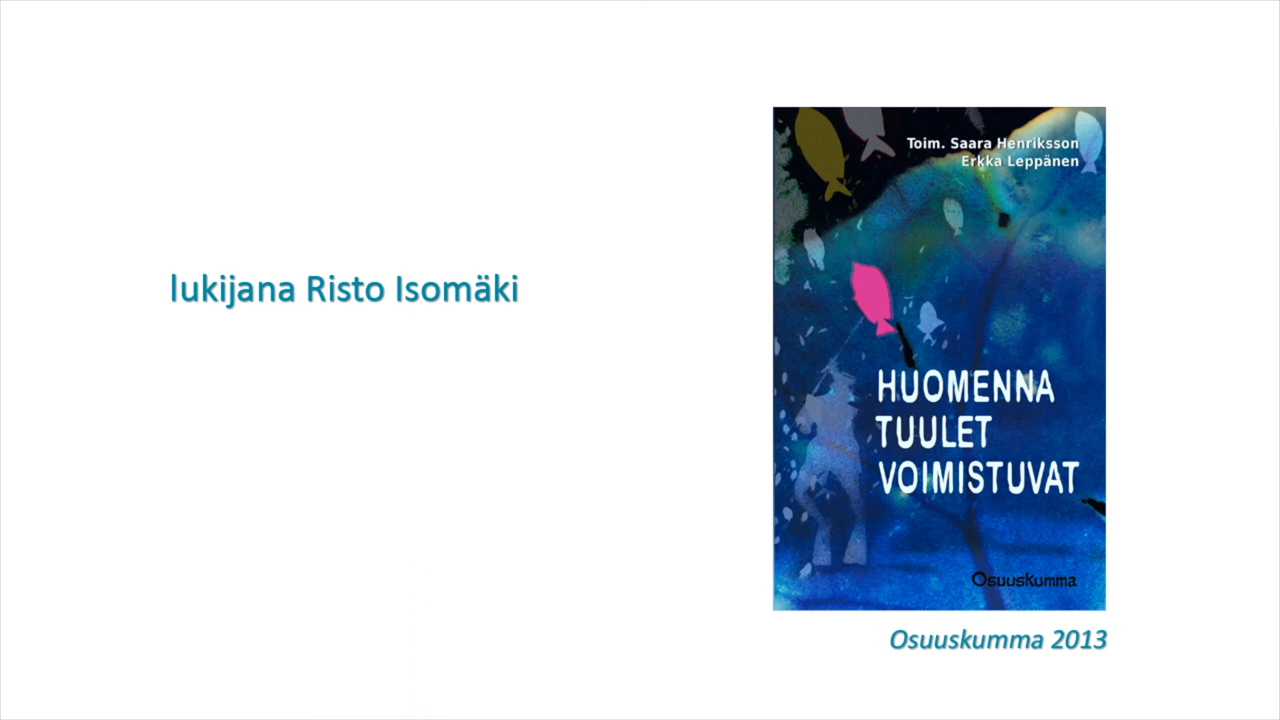 lukijana Risto Isomäki
Toim. Saara Henriksson
Erkka Leppänen
HUOMENNA
TUULET
VOIMISTUVAT
Osuuskumma
Osuuskumma 2013